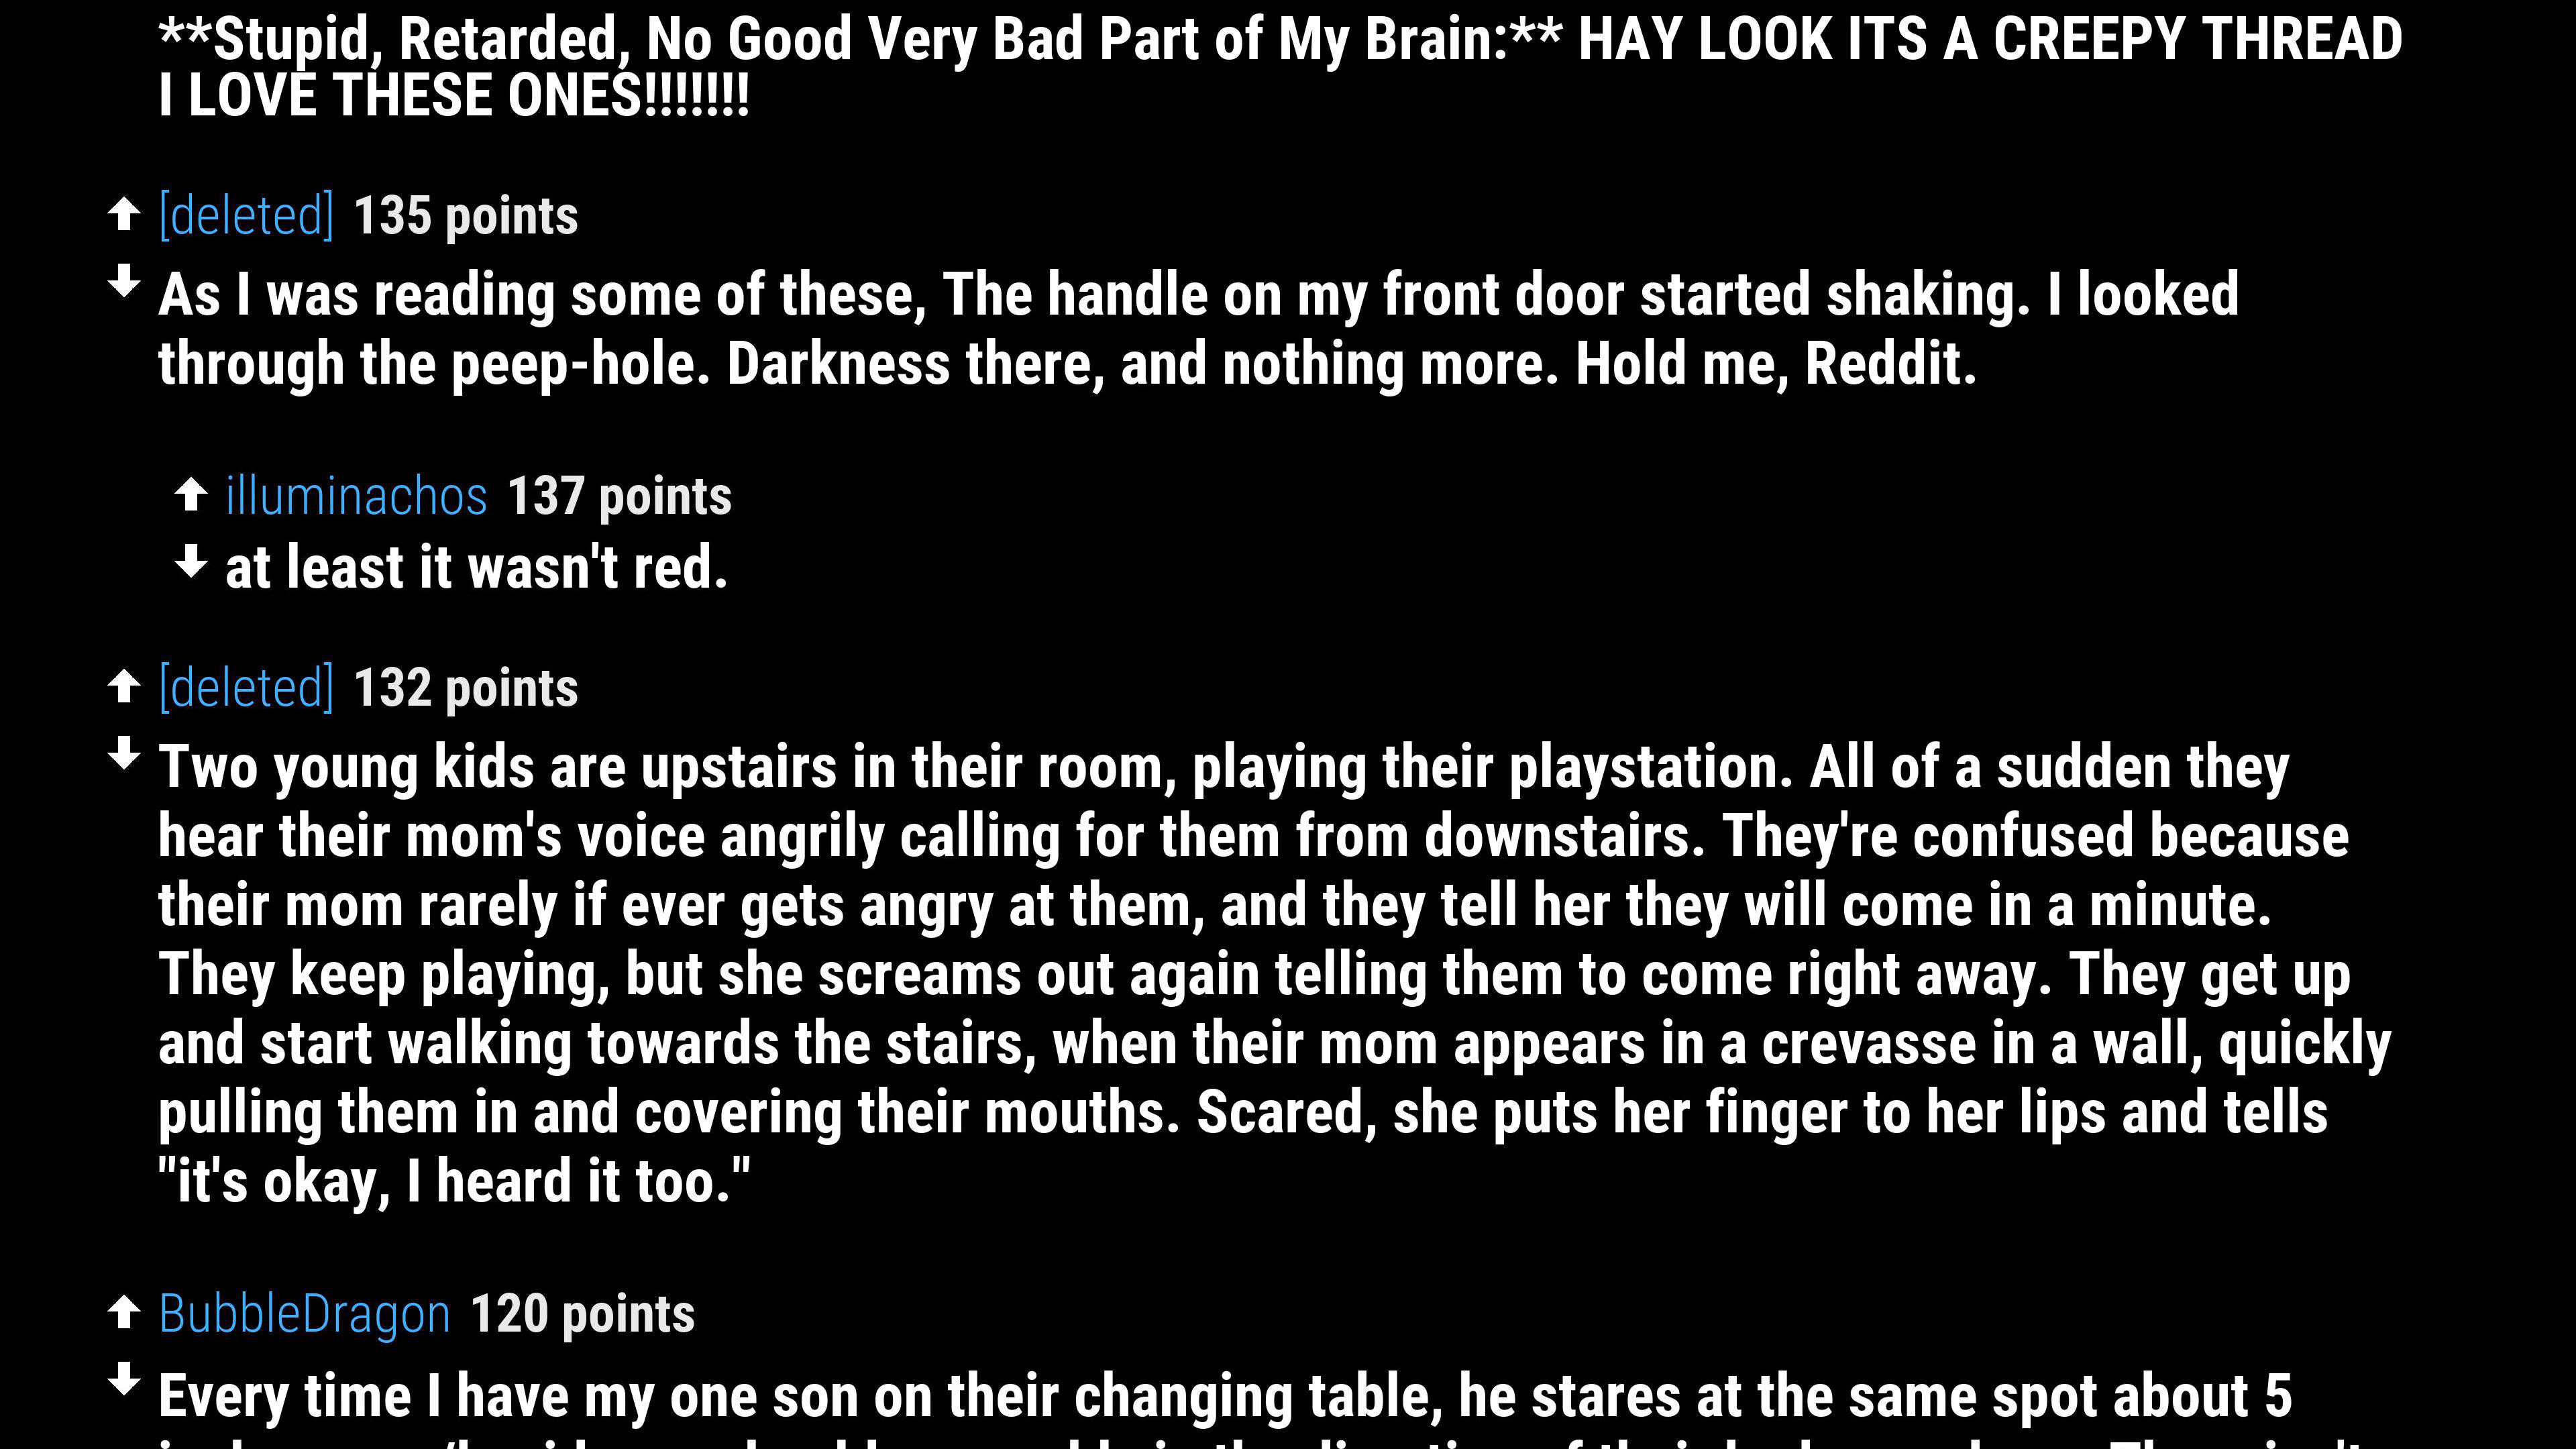 **Stupid, Retarded, No Good Very Bad Part of My Brain:** HAY LOOK ITS A CREEPY THREAD
I LOVE THESE ONES!!!!!!!
[deleted] 135 points
As I was reading some of these, The handle on my front door started shaking. I looked
through the peep-hole. Darkness there, and nothing more. Hold me, Reddit.
illuminachos 137 points
at least it wasn't red.
[deleted] 132 points
Two young kids are upstairs in their room, playing their playstation. All of a sudden they
hear their mom's voice angrily calling for them from downstairs. They're confused because
their mom rarely if ever gets angry at them, and they tell her they will come in a minute.
They keep playing, but she screams out again telling them to come right away. They get up
and start walking towards the stairs, when their mom appears in a crevasse in a wall, quickly
pulling them in and covering their mouths. Scared, she puts her finger to her lips and tells
"it's okay, I heard it too."
BubbleDragon 120 points
Every time I have my one son on their changing table, he stares at the same spot about 5